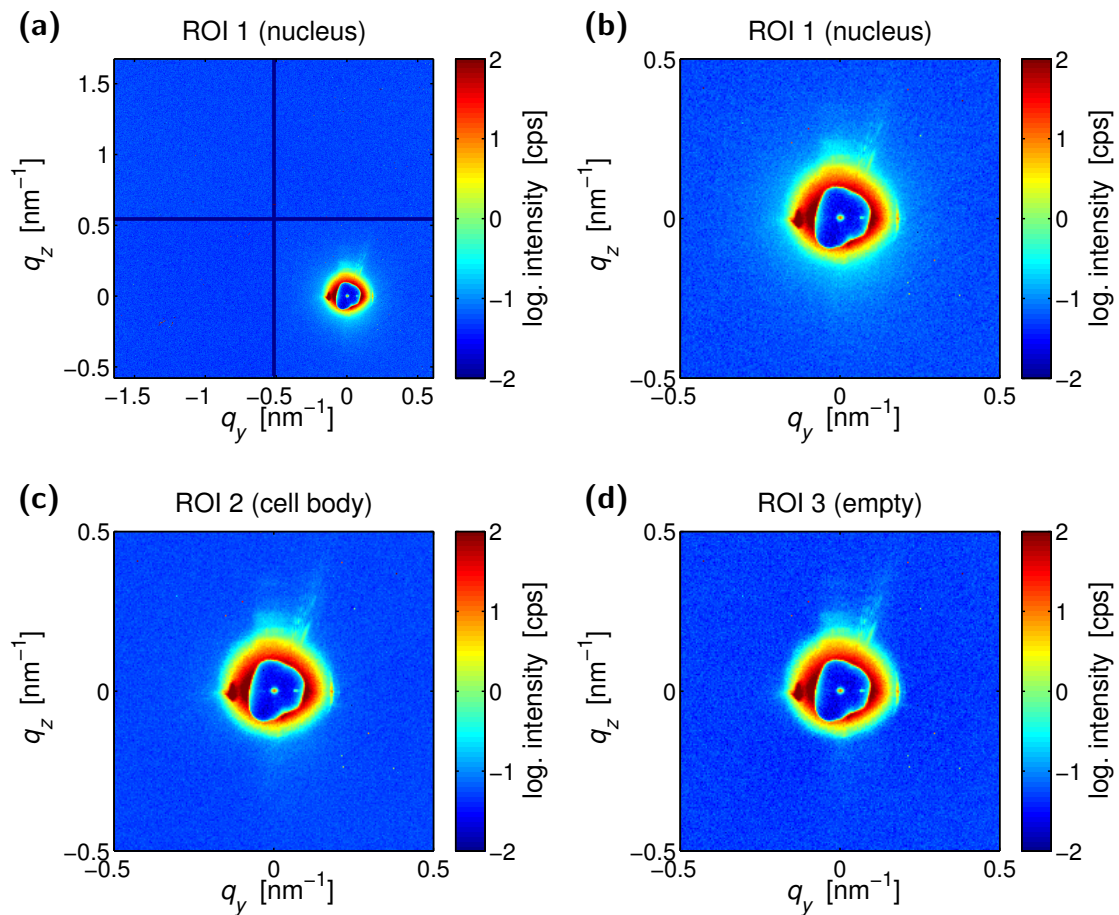 (a)
ROI 1 (nucleus)
1.5
1
0.5
0
−0.5
−1.5
−1
−0.5
0
0.5
q_z [nm⁻¹]
q_y [nm⁻¹]
2
1
0
−1
−2
log. intensity [cps]
(b)
ROI 1 (nucleus)
0.5
0
−0.5
−0.5
0
0.5
q_z [nm⁻¹]
q_y [nm⁻¹]
2
1
0
−1
−2
log. intensity [cps]
(c)
ROI 2 (cell body)
0.5
0
−0.5
−0.5
0
0.5
q_z [nm⁻¹]
q_y [nm⁻¹]
2
1
0
−1
−2
log. intensity [cps]
(d)
ROI 3 (empty)
0.5
0
−0.5
−0.5
0
0.5
q_z [nm⁻¹]
q_y [nm⁻¹]
2
1
0
−1
−2
log. intensity [cps]